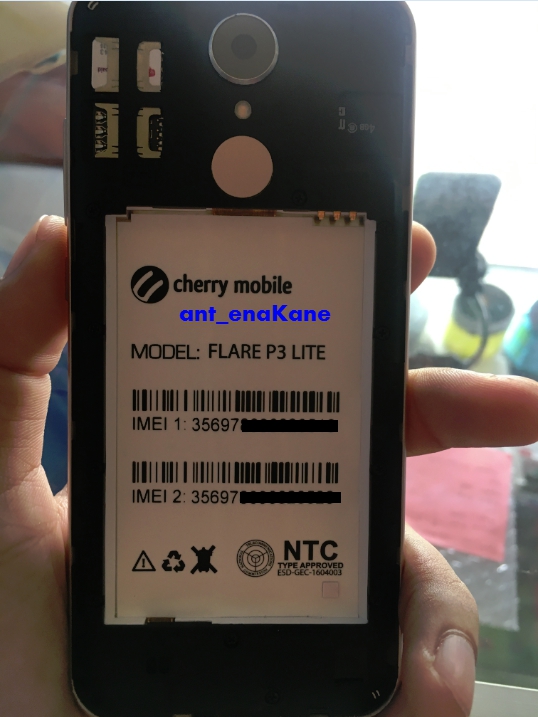 cherry mobile
ant_enaKane
MODEL: FLARE P3 LITE
IMEI 1: 35697
IMEI 2: 35697
NTC
TYPE APPROVED
ESD-GEC-1604003